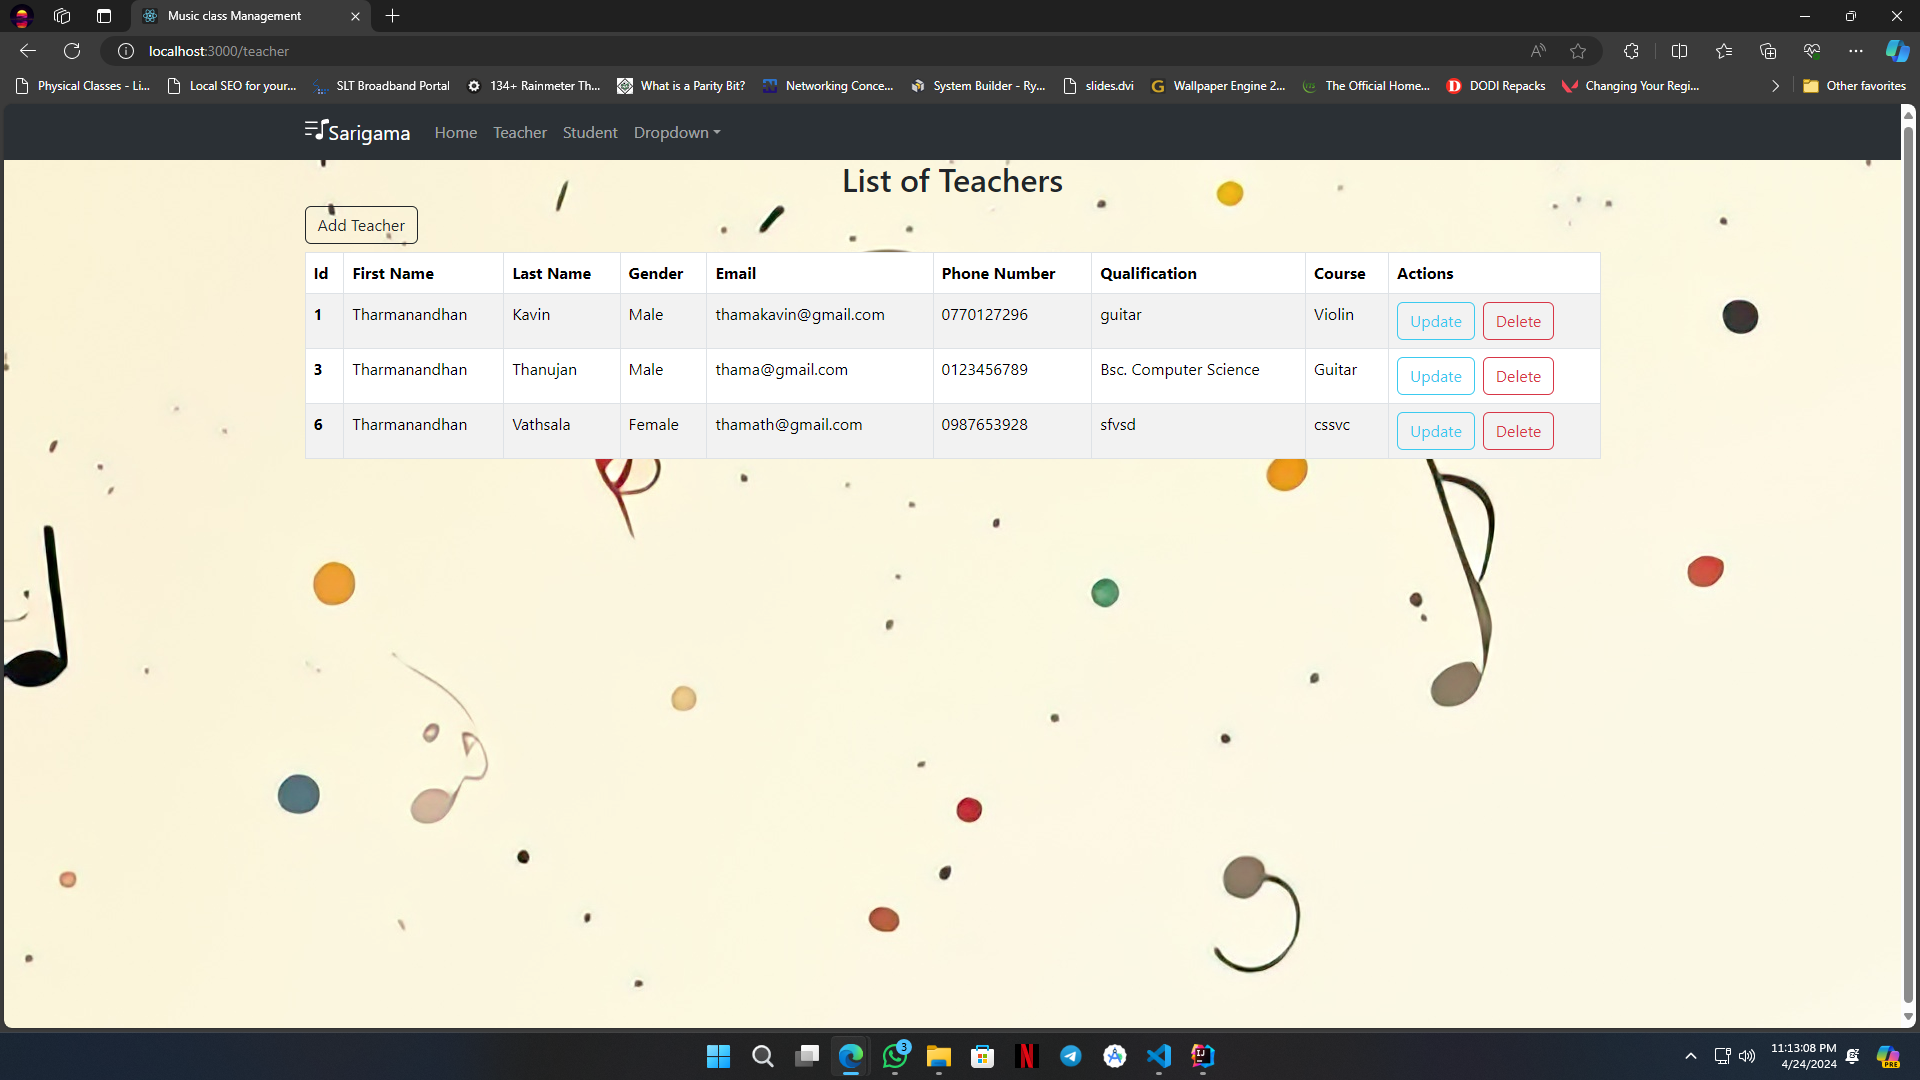 Music class Management
localhost:3000/teacher
Physical Classes - Li... Local SEO for your... SLT Broadband Portal 134+ Rainmeter Th... What is a Parity Bit? Networking Conce... System Builder - Ry... slides.dvi Wallpaper Engine 2... The Official Home... DODI Repacks Changing Your Regi... Other favorites
Sarigama Home Teacher Student Dropdown
List of Teachers
Add Teacher
Id First Name Last Name Gender Email Phone Number Qualification Course Actions
1 Tharmanandhan Kavin Male thamakavin@gmail.com 0770127296 guitar Violin Update Delete
3 Tharmanandhan Thanujan Male thama@gmail.com 0123456789 Bsc. Computer Science Guitar Update Delete
6 Tharmanandhan Vathsala Female thamath@gmail.com 0987653928 sfvsd cssvc Update Delete
3
11:13:08 PM
4/24/2024
PRE